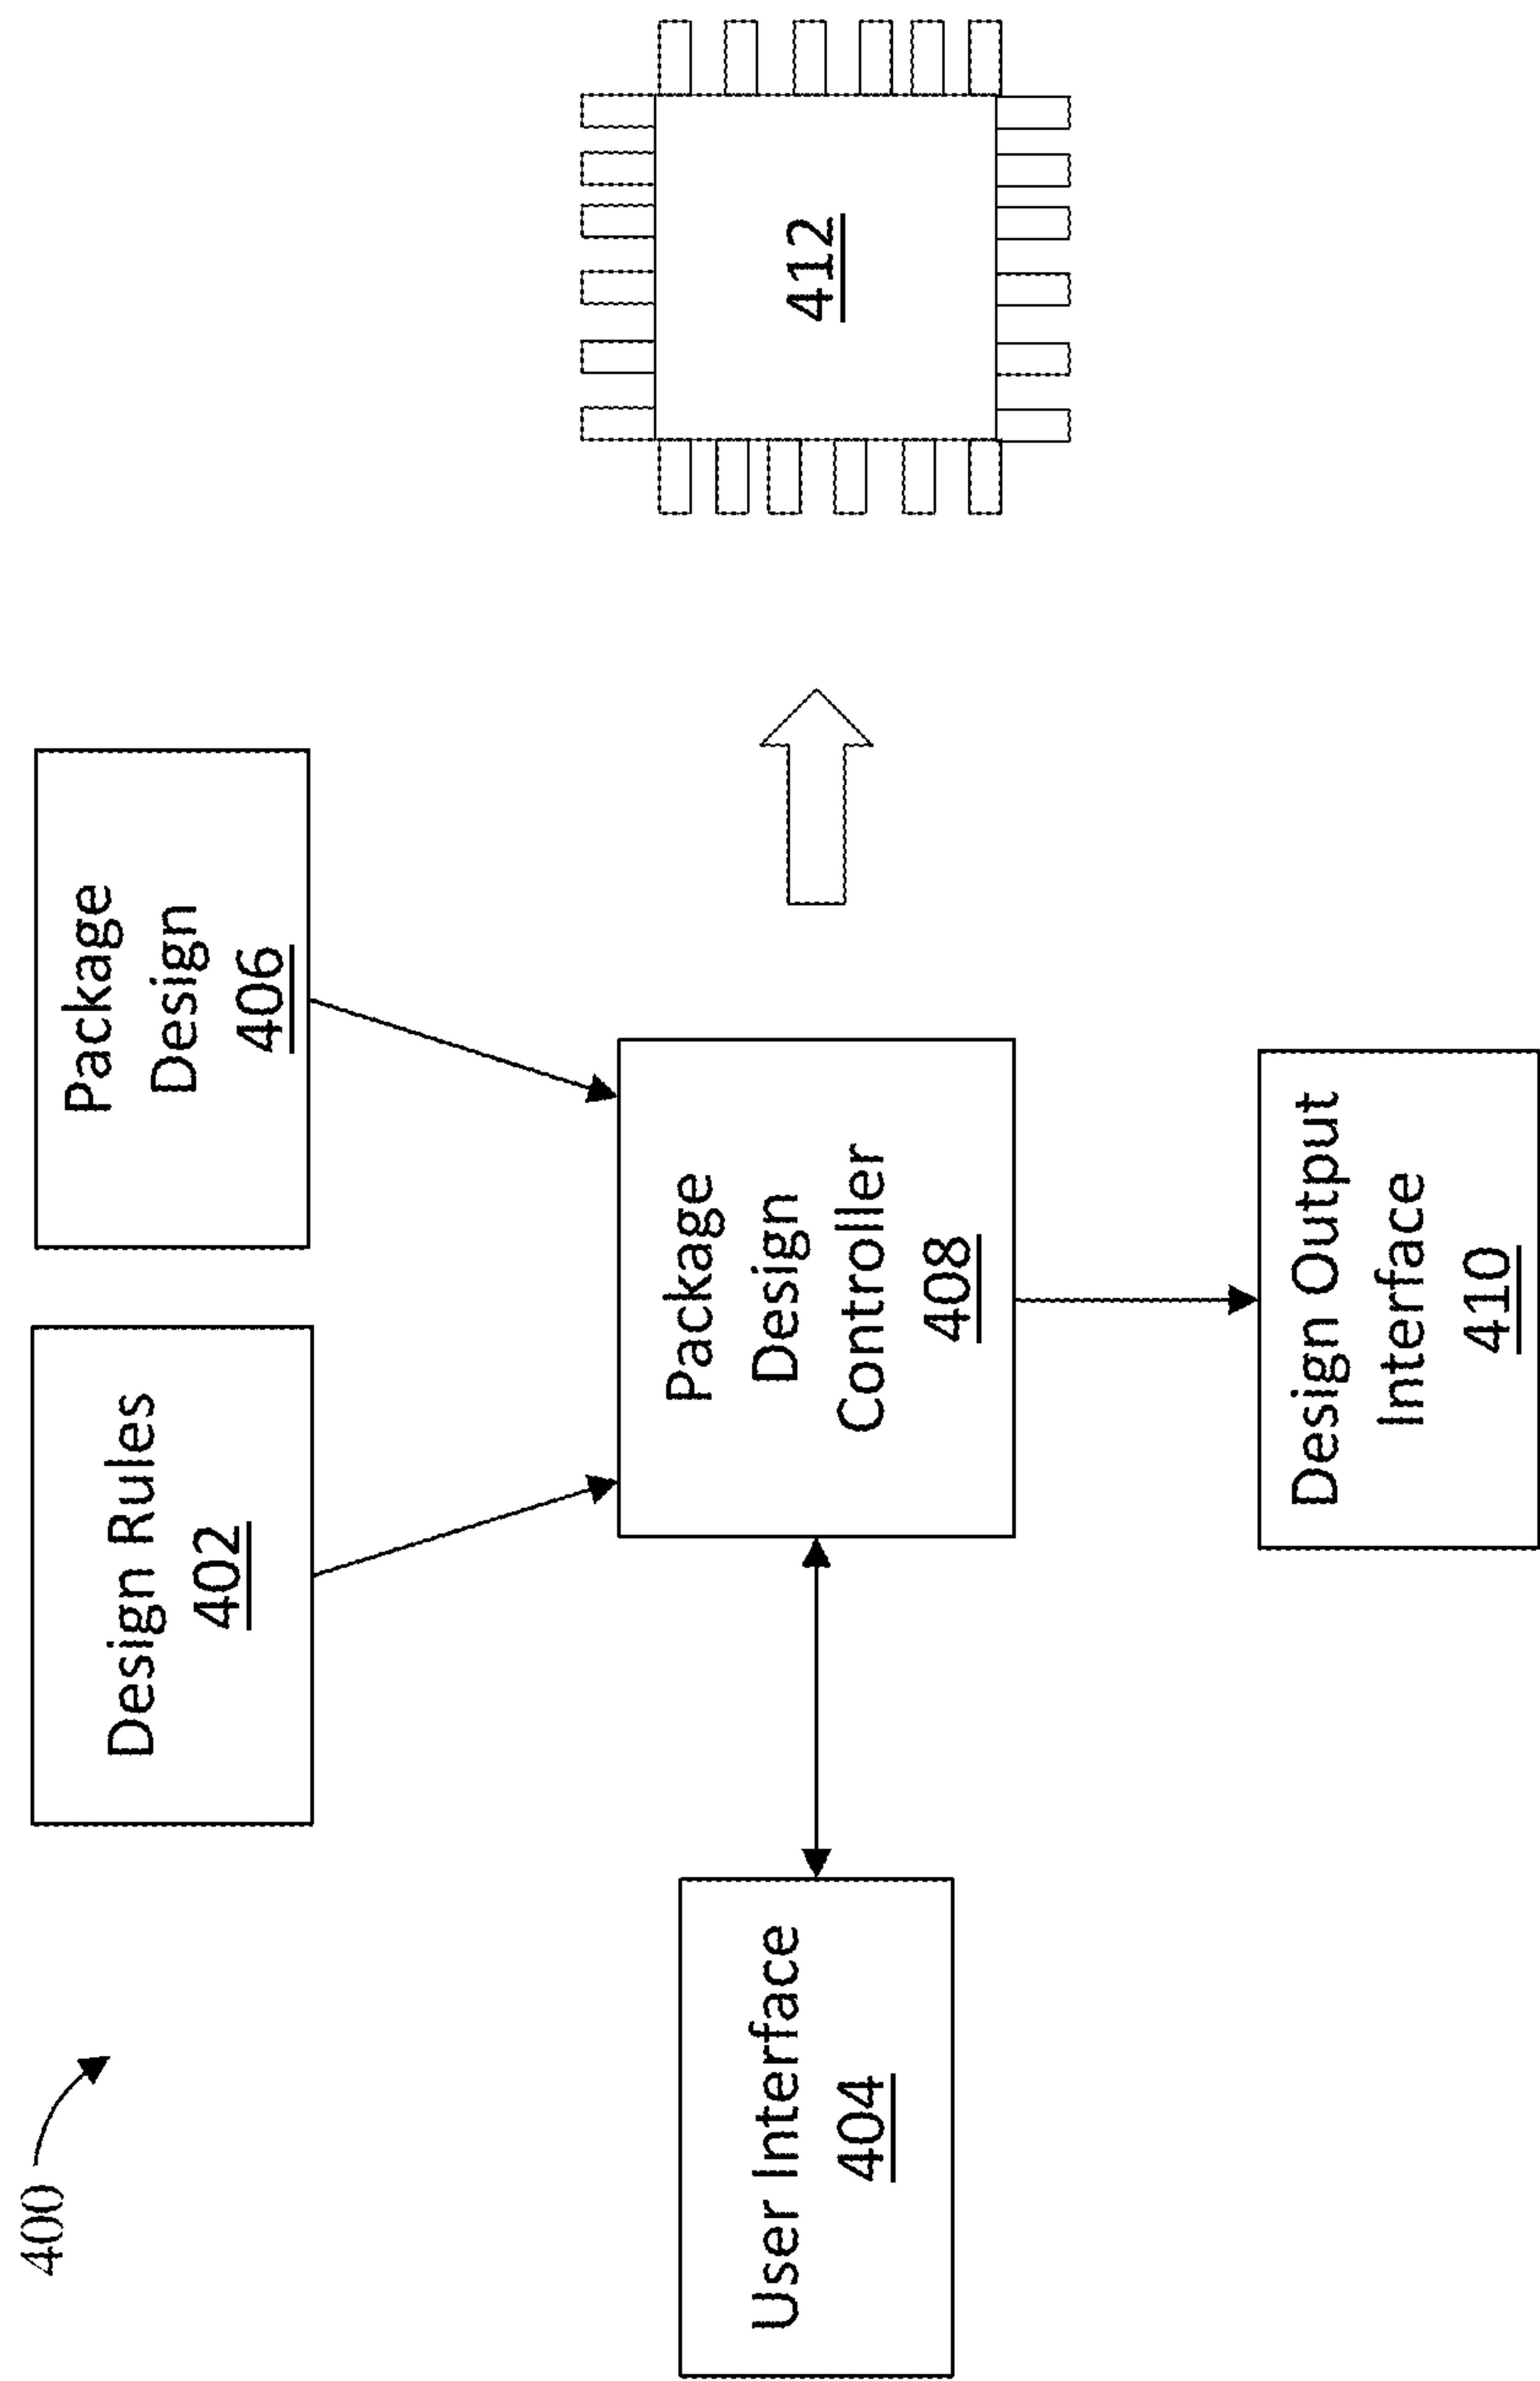 400
Design Rules
402
Package
Design
406
User Interface
404
Package
Design
Controller
408
412
Design Output
Interface
410